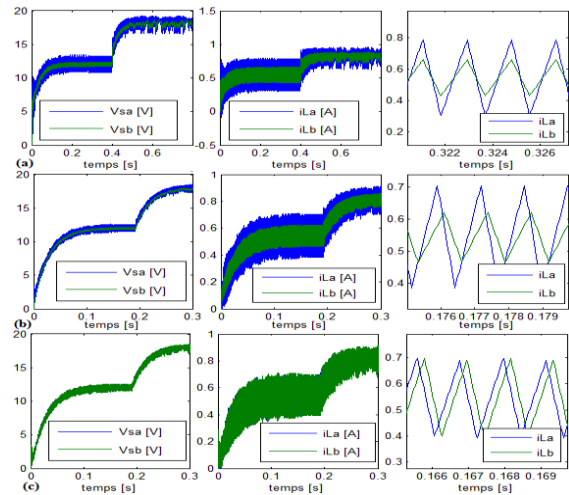 20
15
10
5
0
0
0.2
0.4
0.6
Vsa [V]
Vsb [V]
temps [s]
(a)
1.5
1
0.5
0
-0.5
0
0.2
0.4
0.6
iLa [A]
iLb [A]
temps [s]
0.8
0.6
0.4
0.2
0.322
0.324
0.326
iLa
iLb
temps [s]
20
15
10
5
0
0
0.1
0.2
0.3
Vsa [V]
Vsb [V]
temps [s]
(b)
1
0.8
0.6
0.4
0.2
0
0
0.1
0.2
0.3
iLa [A]
iLb [A]
temps [s]
0.7
0.6
0.5
0.4
0.176
0.177
0.178
0.179
iLa
iLb
temps [s]
20
15
10
5
0
0
0.1
0.2
0.3
Vsa [V]
Vsb [V]
temps [s]
(c)
1
0.8
0.6
0.4
0.2
0
0
0.1
0.2
0.3
iLa [A]
iLb [A]
temps [s]
0.7
0.6
0.5
0.4
0.3
0.166
0.167
0.168
0.169
iLa
iLb
temps [s]